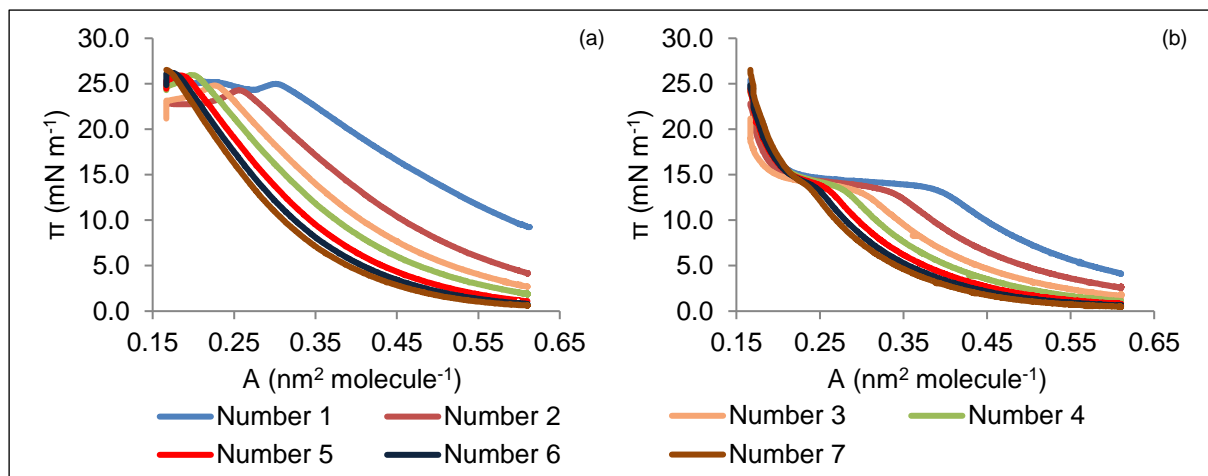 30.0
25.0
20.0
15.0
10.0
5.0
0.0
π (mN m⁻¹)
(a)
0.15 0.25 0.35 0.45 0.55 0.65
A (nm² molecule⁻¹)
30.0
25.0
20.0
15.0
10.0
5.0
0.0
π (mN m⁻¹)
(b)
0.15 0.25 0.35 0.45 0.55 0.65
A (nm² molecule⁻¹)
Number 1 Number 2 Number 3 Number 4
Number 5 Number 6 Number 7